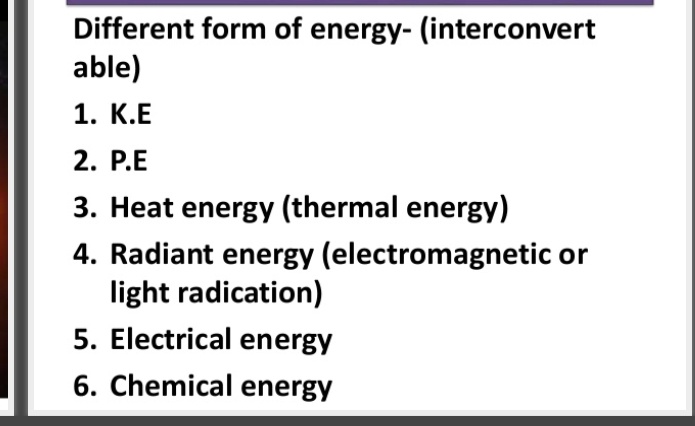 Different form of energy- (interconvert
able)
1. K.E
2. P.E
3. Heat energy (thermal energy)
4. Radiant energy (electromagnetic or
light radication)
5. Electrical energy
6. Chemical energy